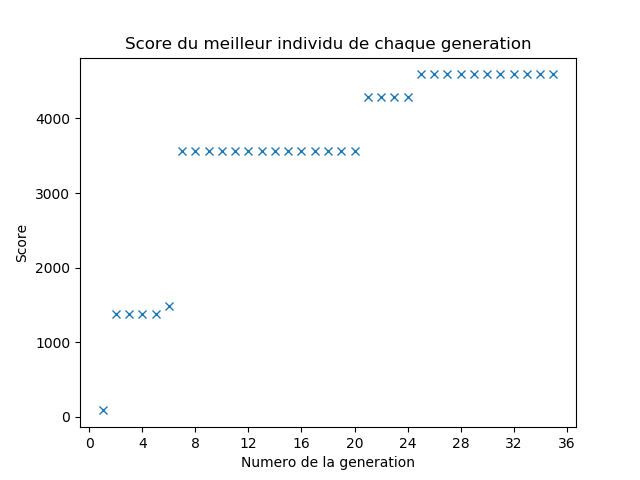 Score du meilleur individu de chaque generation
4000
3000
2000
1000
0
Score
0 4 8 12 16 20 24 28 32 36
Numero de la generation